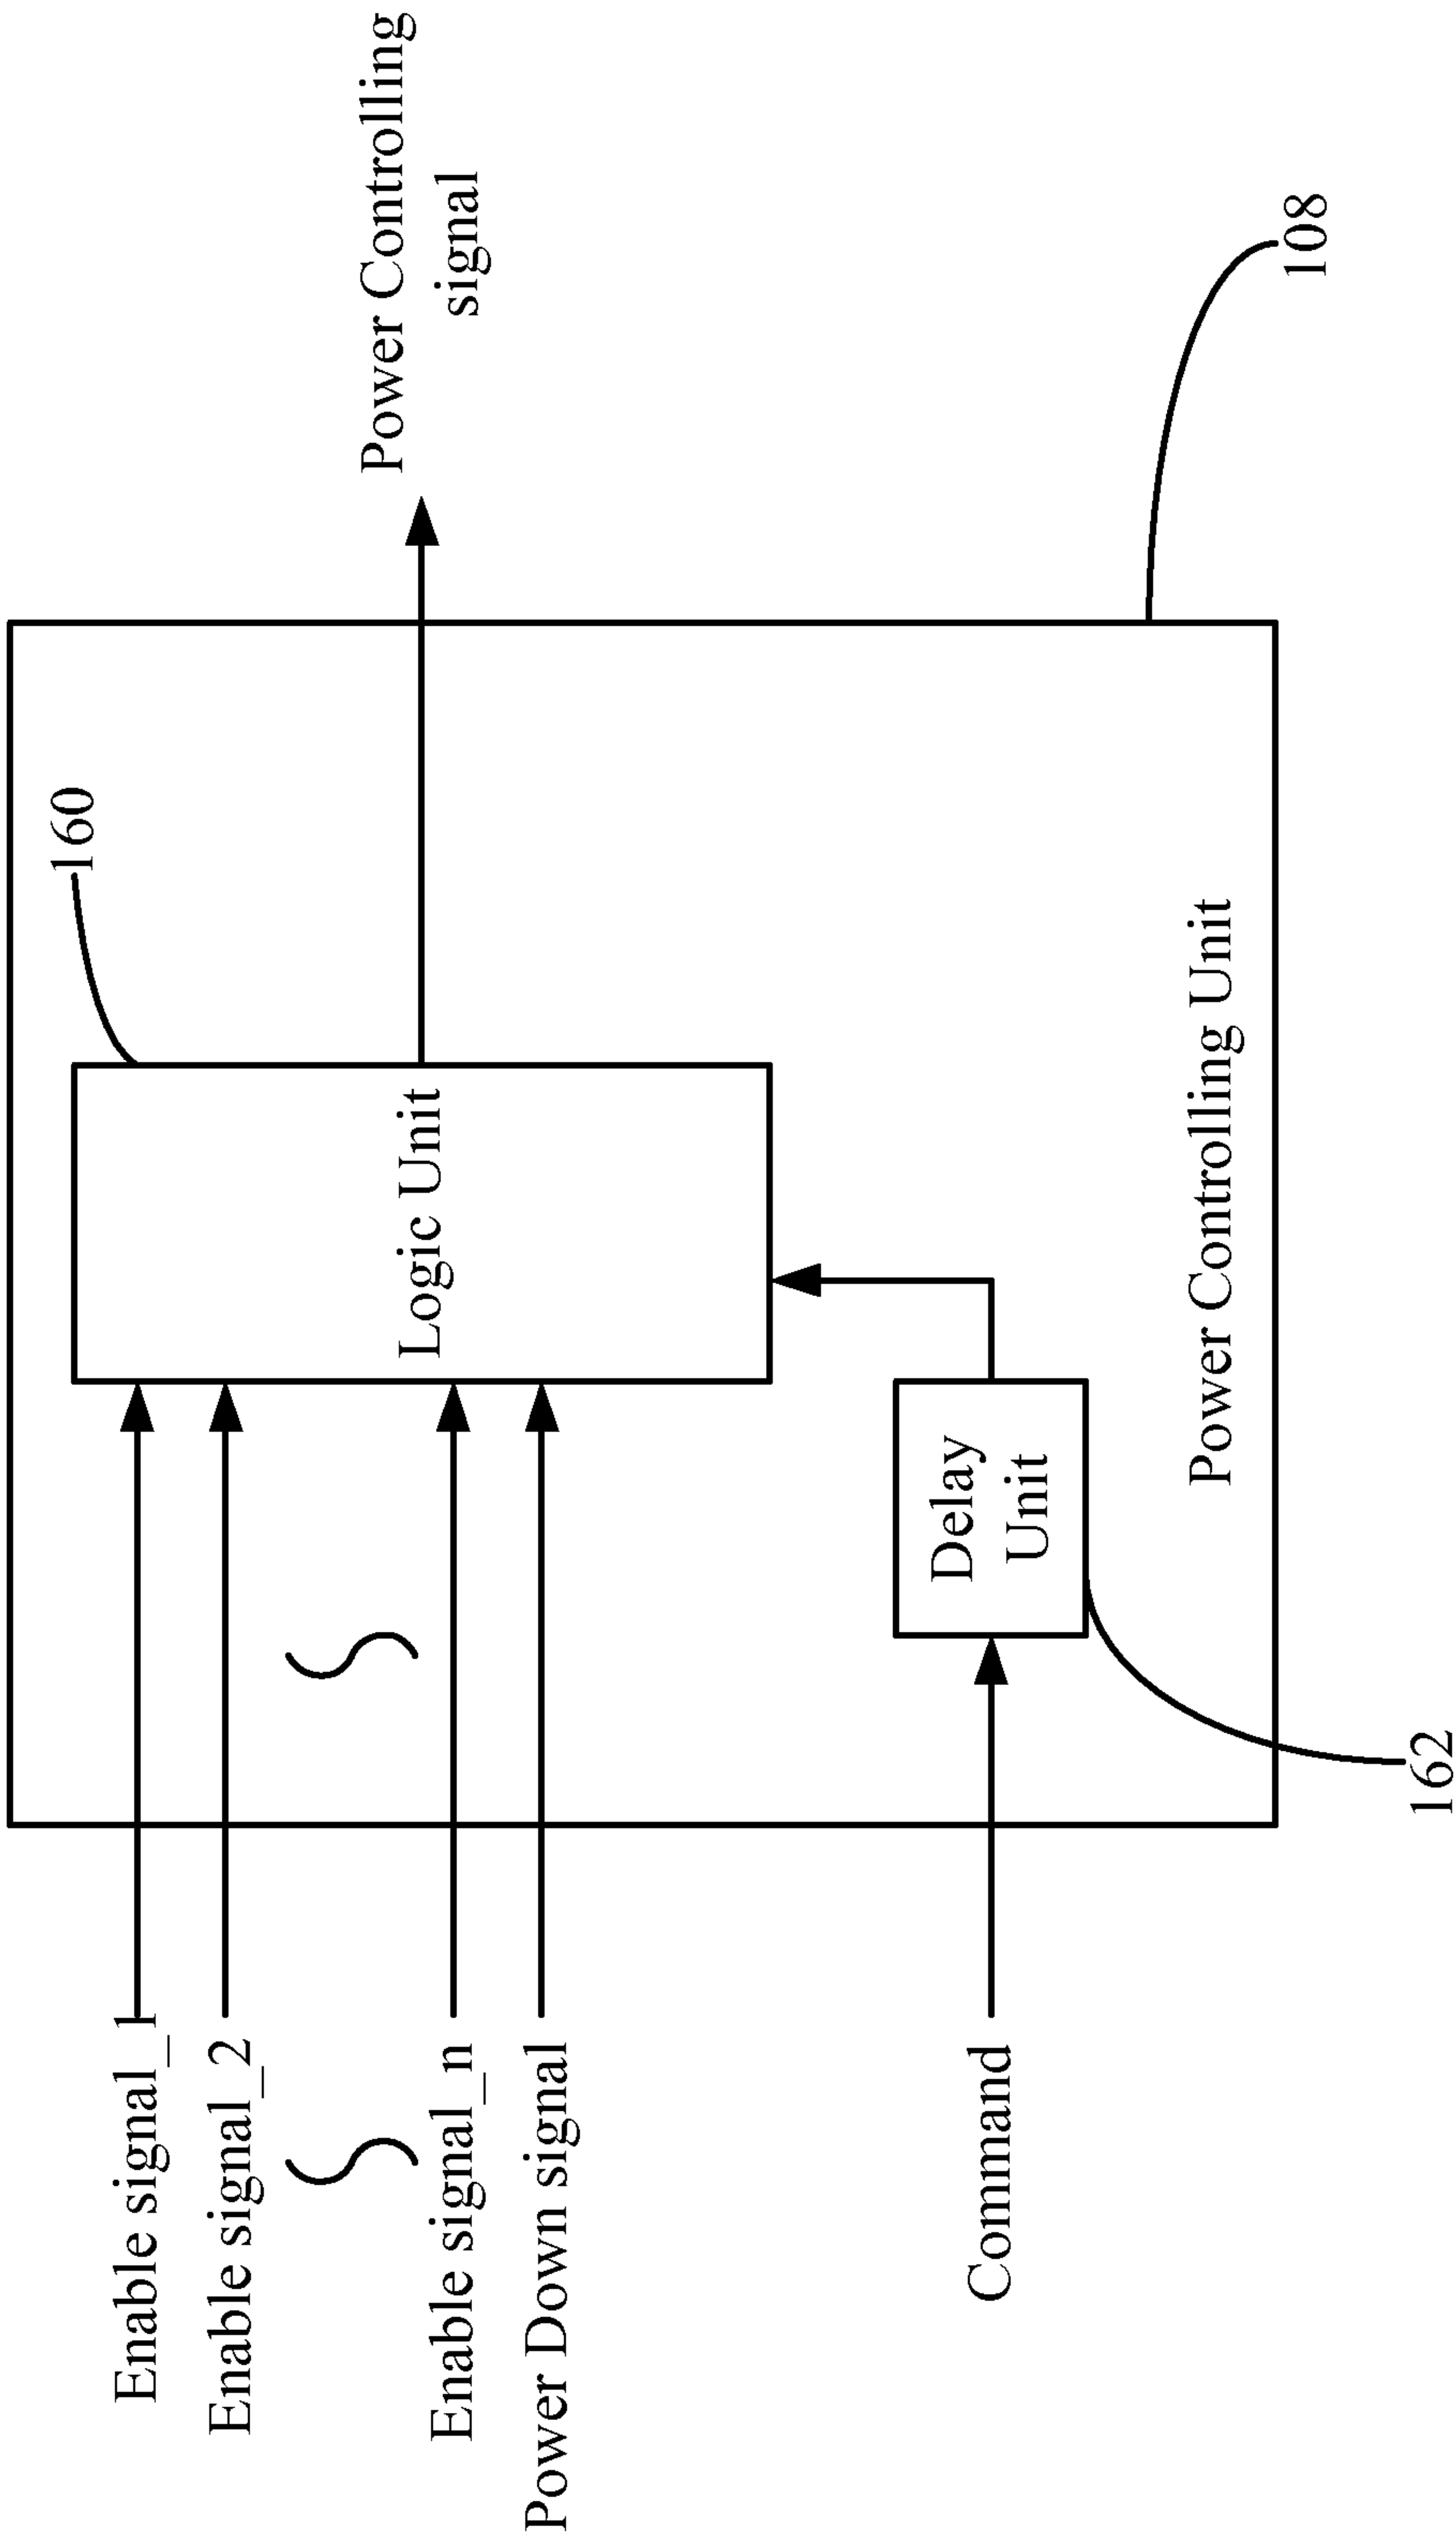 Enable signal_1
Enable signal_2
Enable signal_n
Power Down signal
Command
Delay
Unit
162
Logic Unit
160
Power Controlling Unit
108
Power Controlling
signal